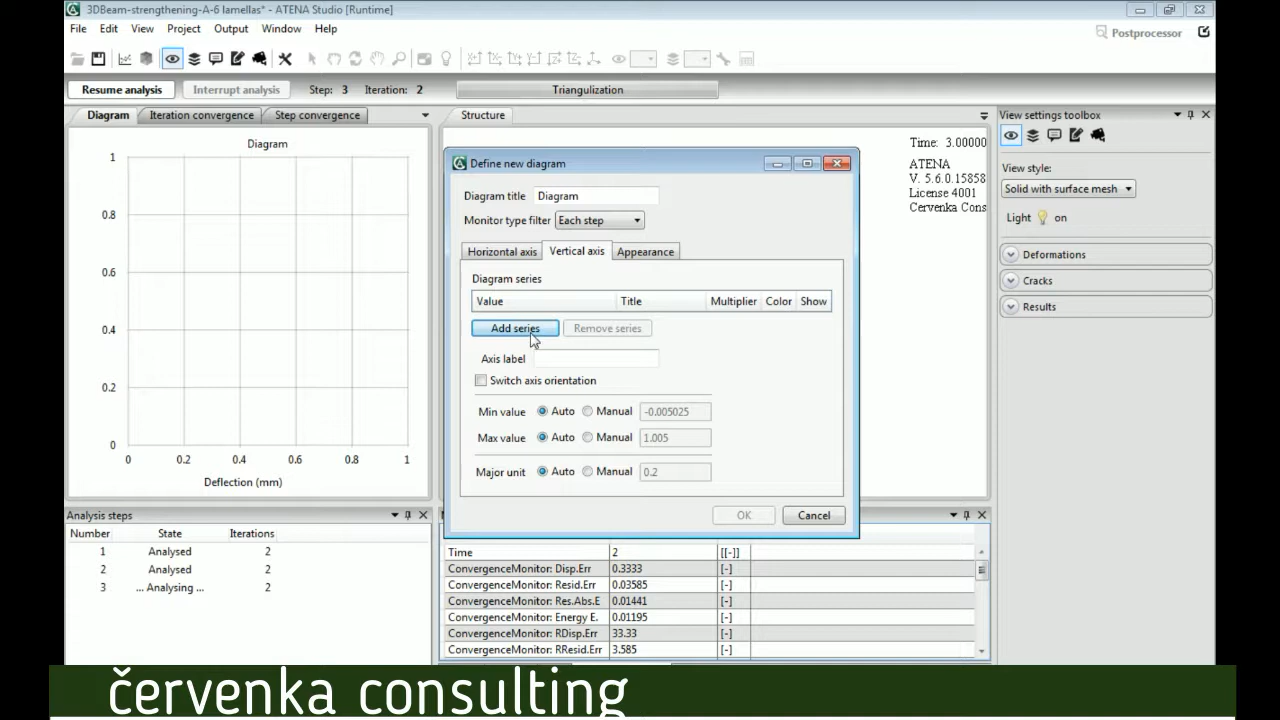 3DBeam-strengthening-A-6 lamellas* - ATENA Studio [Runtime]
File Edit View Project Output Window Help
Postprocessor
Resume analysis Interrupt analysis Step: 3 Iteration: 2 Triangulization
Diagram Iteration convergence Step convergence
Structure
View settings toolbox
Diagram
1
0.8
0.6
0.4
0.2
0
0 0.2 0.4 0.6 0.8 1
Deflection (mm)
Time: 3.00000
ATENA
V. 5.6.0.15858
License 4001
Cervenka Cons
View style:
Solid with surface mesh
Light on
Deformations
Cracks
Results
Define new diagram
Diagram title Diagram
Monitor type filter Each step
Horizontal axis Vertical axis Appearance
Diagram series
Value Title Multiplier Color Show
Add series Remove series
Axis label
Switch axis orientation
Min value Auto Manual -0.005025
Max value Auto Manual 1.005
Major unit Auto Manual 0.2
OK Cancel
Analysis steps
Number State Iterations
1 Analysed 2
2 Analysed 2
3 ... Analysing ... 2
Time 2 [[-]]
ConvergenceMonitor: Disp.Err 0.3333 [-]
ConvergenceMonitor: Resid.Err 0.03585 [-]
ConvergenceMonitor: Res.Abs.E 0.01441 [-]
ConvergenceMonitor: Energy E. 0.01195 [-]
ConvergenceMonitor: RDisp.Err 33.33 [-]
ConvergenceMonitor: RResid.Err 3.585 [-]
červenka consulting